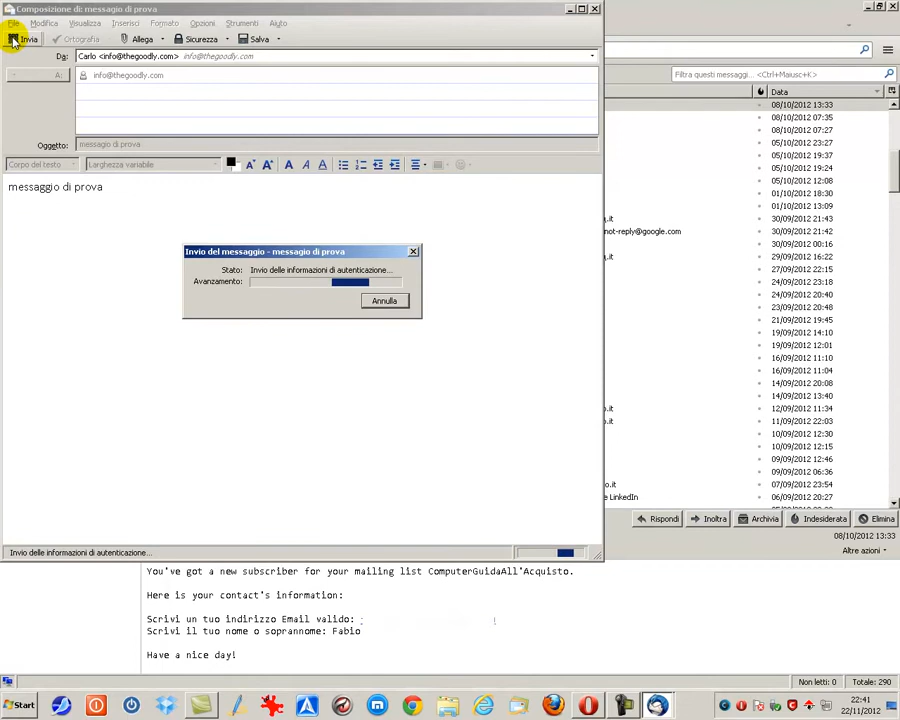 Composizione di: messagio di prova
File Modifica Visualizza Inserisci Formato Opzioni Strumenti Aiuto
Invia Ortografia Allega Sicurezza Salva
Da: Carlo <info@thegoodly.com> info@thegoodly.com
A: info@thegoodly.com
Oggetto: messagio di prova
Corpo del testo Larghezza variabile
messaggio di prova
Invio del messaggio - messagio di prova
Stato: Invio delle informazioni di autenticazione...
Avanzamento:
Annulla
Invio delle informazioni di autenticazione...
Filtra questi messaggi... <Ctrl+Maiusc+K>
Data
08/10/2012 13:33
08/10/2012 07:35
08/10/2012 07:27
05/10/2012 23:27
05/10/2012 19:37
05/10/2012 19:24
05/10/2012 12:08
01/10/2012 18:30
01/10/2012 13:09
.it 30/09/2012 21:43
not-reply@google.com 30/09/2012 21:42
30/09/2012 00:16
.it 29/09/2012 16:22
27/09/2012 22:15
24/09/2012 23:18
24/09/2012 20:40
23/09/2012 20:48
21/09/2012 19:45
19/09/2012 14:10
19/09/2012 12:01
16/09/2012 11:10
16/09/2012 11:04
14/09/2012 20:08
14/09/2012 13:40
o.it 12/09/2012 11:34
o.it 11/09/2012 22:03
10/09/2012 12:30
10/09/2012 12:15
09/09/2012 12:46
09/09/2012 06:36
o.it 07/09/2012 23:54
e LinkedIn 06/09/2012 20:27
Rispondi Inoltra Archivia Indesiderata Elimina
08/10/2012 13:33
Altre azioni
You've got a new subscriber for your mailing list ComputerGuidaAll'Acquisto.
Here is your contact's information:
Scrivi un tuo indirizzo Email valido:
Scrivi il tuo nome o soprannome: Fabio
Have a nice day!
Non letti: 0 Totale: 290
Start
22:41
22/11/2012